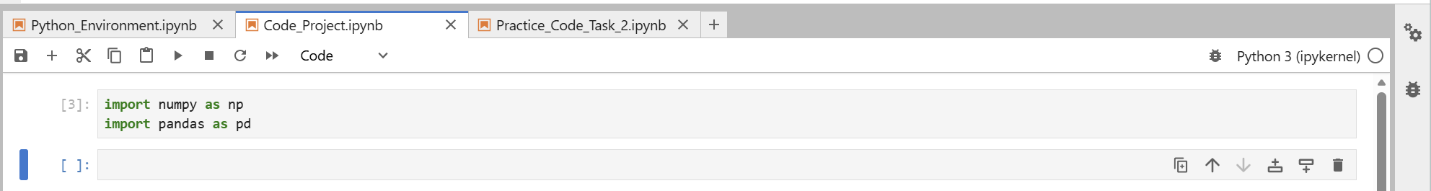 Python_Environment.ipynb
Code_Project.ipynb
Practice_Code_Task_2.ipynb
Code
Python 3 (ipykernel)
[3]:
import numpy as np
import pandas as pd
[ ]: